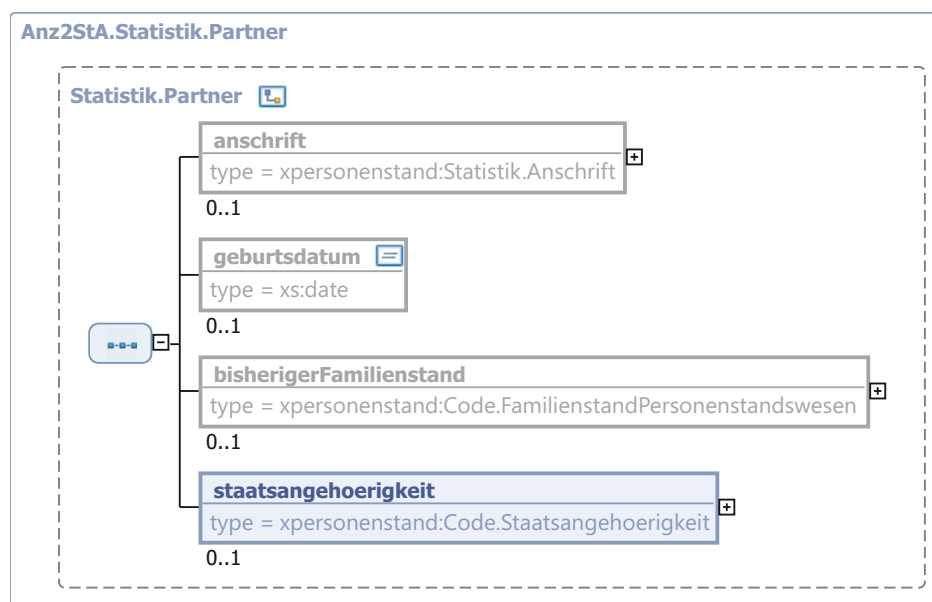 Anz2StA.Statistik.Partner
Statistik.Partner
anschrift
type = xpersonenstand:Statistik.Anschrift
0..1
geburtsdatum
type = xs:date
0..1
bisherigerFamilienstand
type = xpersonenstand:Code.FamilienstandPersonenstandswesen
0..1
staatsangehoerigkeit
type = xpersonenstand:Code.Staatsangehoerigkeit
0..1